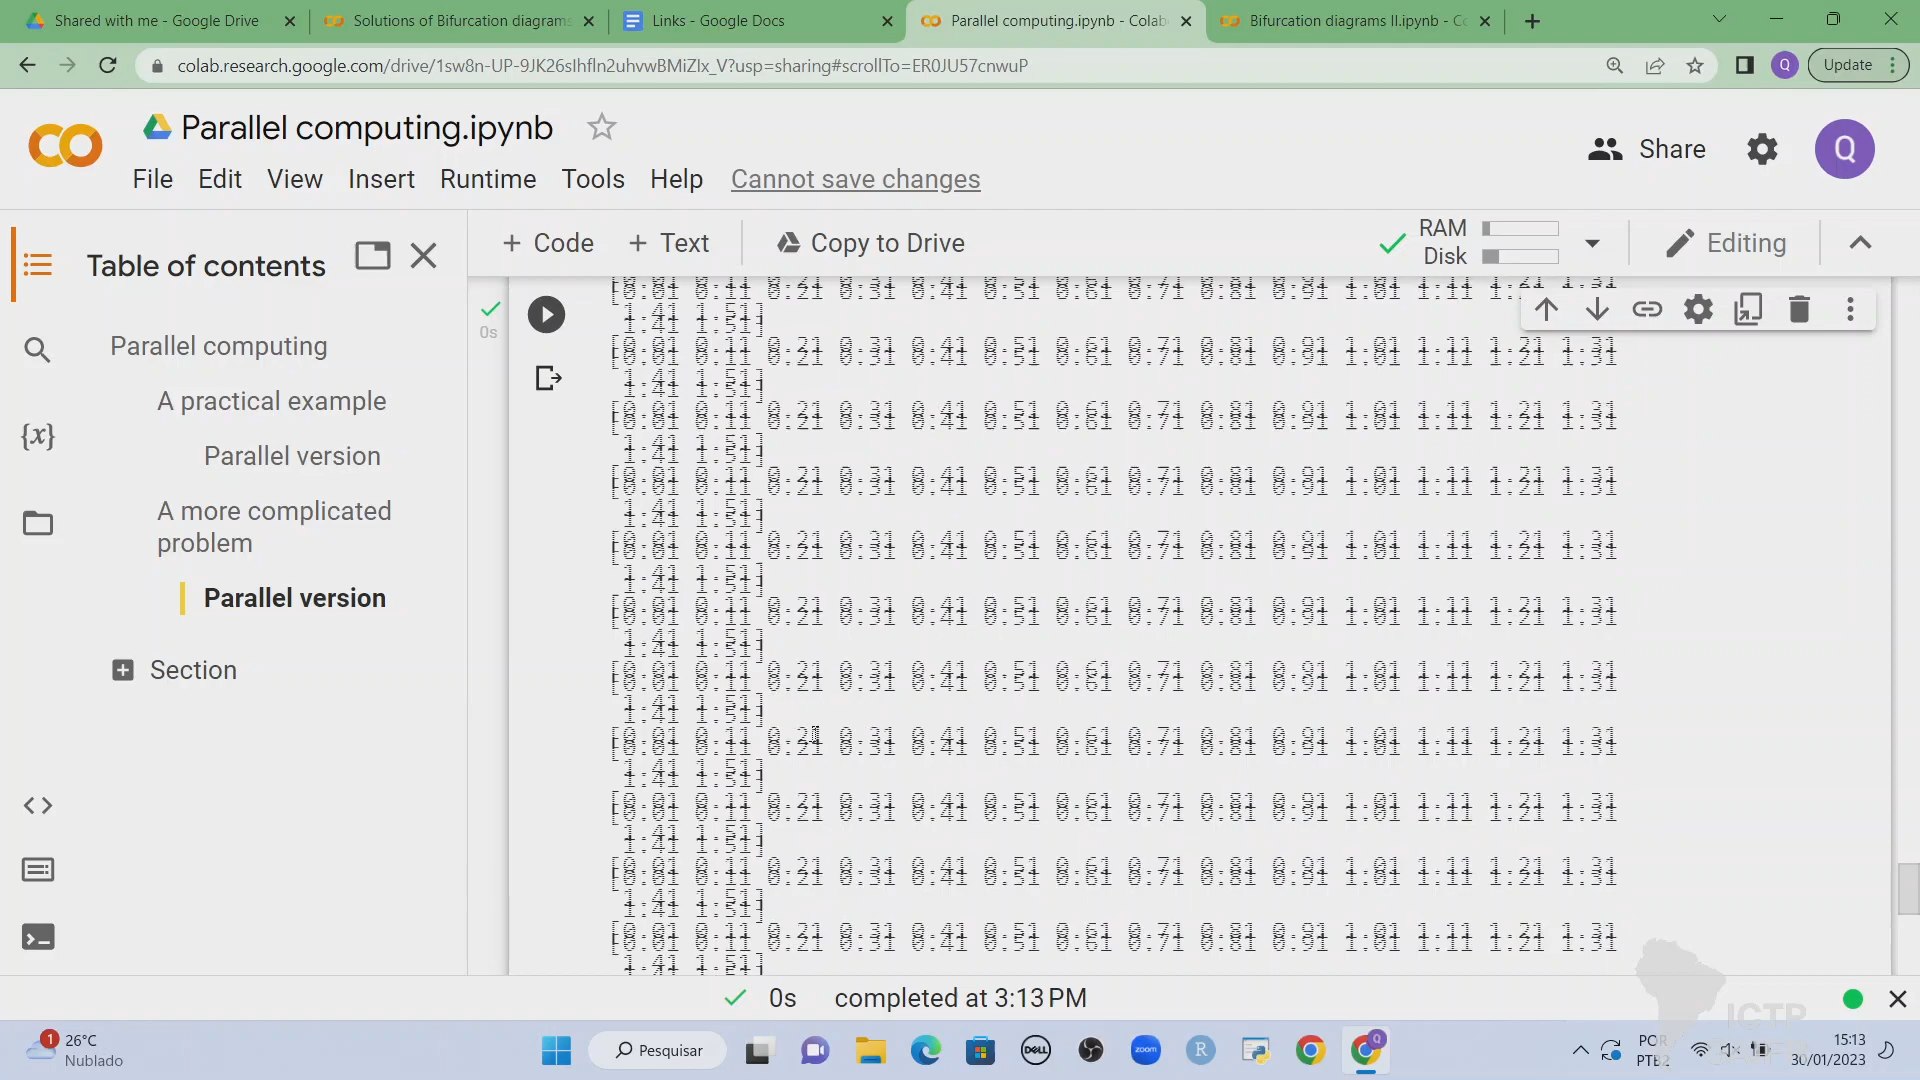 Shared with me - Google Drive
Solutions of Bifurcation diagrams
Links - Google Docs
Parallel computing.ipynb - Colab
Bifurcation diagrams II.ipynb - Co
colab.research.google.com/drive/1sw8n-UP-9JK26sIhfIn2uhvwBMiZIx_V?usp=sharing#scrollTo=ER0JU57cnwuP
Q
Update
Parallel computing.ipynb
Share
Q
File Edit View Insert Runtime Tools Help Cannot save changes
+ Code + Text Copy to Drive
RAM
Disk
Editing
Table of contents
Parallel computing
A practical example
Parallel version
A more complicated
problem
Parallel version
Section
{x}
0s
[0.01 0.11 0.21 0.31 0.41 0.51 0.61 0.71 0.81 0.91 1.01 1.11 1.21 1.31
1.41 1.51]
[0.01 0.11 0.21 0.31 0.41 0.51 0.61 0.71 0.81 0.91 1.01 1.11 1.21 1.31
1.41 1.51]
[0.01 0.11 0.21 0.31 0.41 0.51 0.61 0.71 0.81 0.91 1.01 1.11 1.21 1.31
1.41 1.51]
[0.01 0.11 0.21 0.31 0.41 0.51 0.61 0.71 0.81 0.91 1.01 1.11 1.21 1.31
1.41 1.51]
[0.01 0.11 0.21 0.31 0.41 0.51 0.61 0.71 0.81 0.91 1.01 1.11 1.21 1.31
1.41 1.51]
[0.01 0.11 0.21 0.31 0.41 0.51 0.61 0.71 0.81 0.91 1.01 1.11 1.21 1.31
1.41 1.51]
[0.01 0.11 0.21 0.31 0.41 0.51 0.61 0.71 0.81 0.91 1.01 1.11 1.21 1.31
1.41 1.51]
[0.01 0.11 0.21 0.31 0.41 0.51 0.61 0.71 0.81 0.91 1.01 1.11 1.21 1.31
1.41 1.51]
[0.01 0.11 0.21 0.31 0.41 0.51 0.61 0.71 0.81 0.91 1.01 1.11 1.21 1.31
1.41 1.51]
[0.01 0.11 0.21 0.31 0.41 0.51 0.61 0.71 0.81 0.91 1.01 1.11 1.21 1.31
1.41 1.51]
[0.01 0.11 0.21 0.31 0.41 0.51 0.61 0.71 0.81 0.91 1.01 1.11 1.21 1.31
1.41 1.51]
0s completed at 3:13 PM
ICTP
1
26°C
Nublado
Pesquisar
DELL
zoom
R
Q
POR
PTB2
15:13
30/01/2023